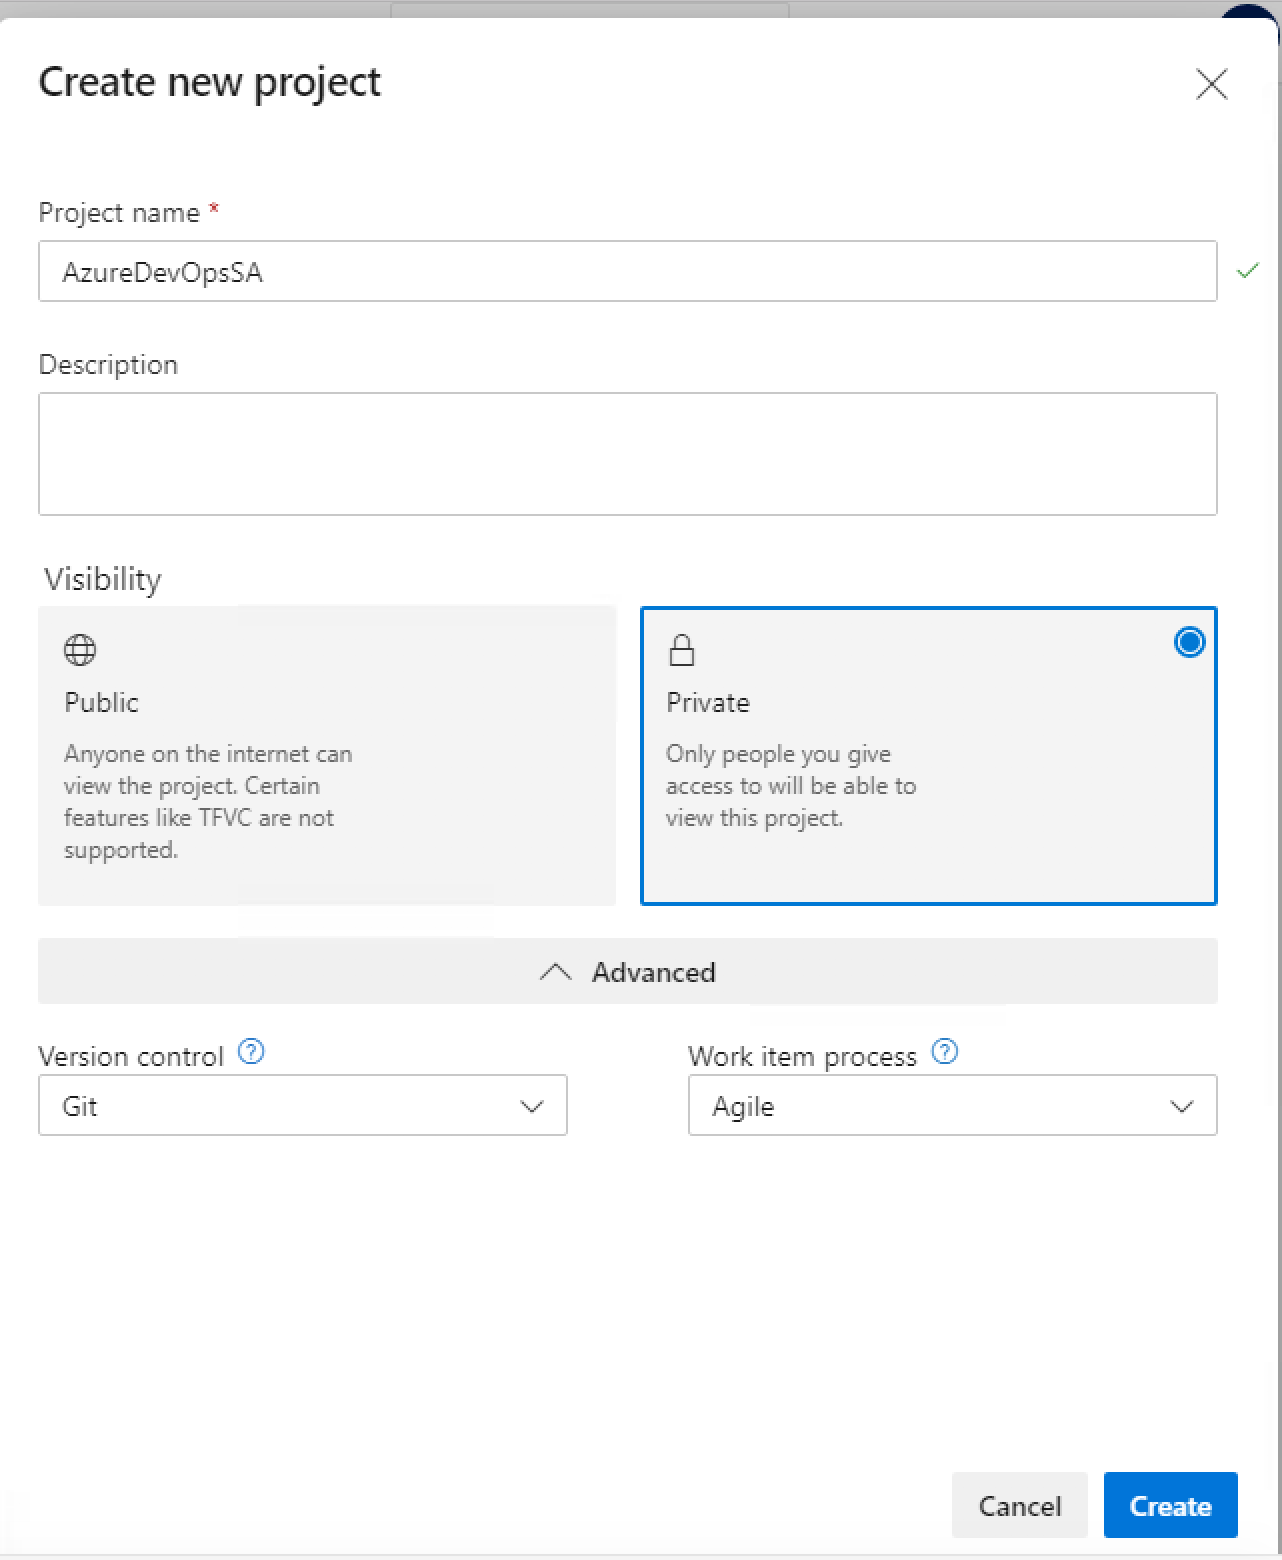 Create new project
Project name *
AzureDevOpsSA
Description
Visibility
Public
Anyone on the internet can
view the project. Certain
features like TFVC are not
supported.
Private
Only people you give
access to will be able to
view this project.
Advanced
Version control ?
Git
Work item process ?
Agile
Cancel
Create